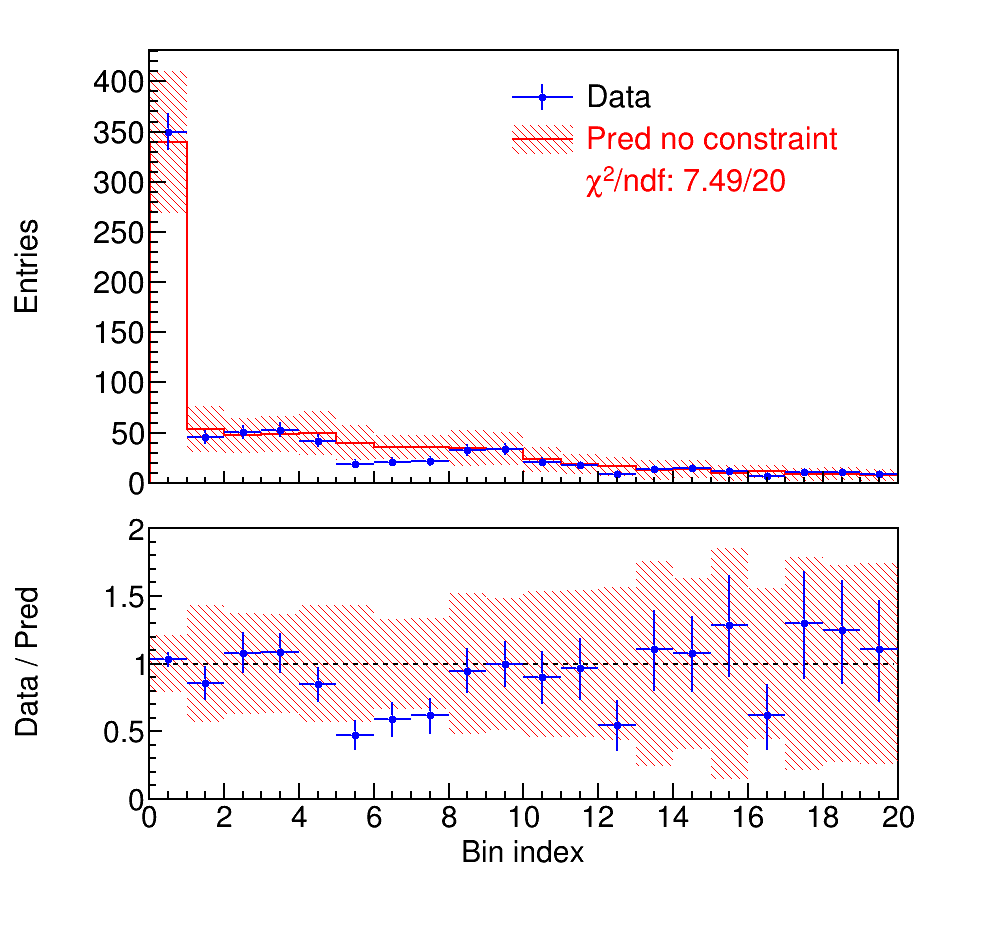 Entries
400
350
300
250
200
150
100
50
0
Data
Pred no constraint
χ²/ndf: 7.49/20
Data / Pred
2
1.5
1
0.5
0
0 2 4 6 8 10 12 14 16 18 20
Bin index